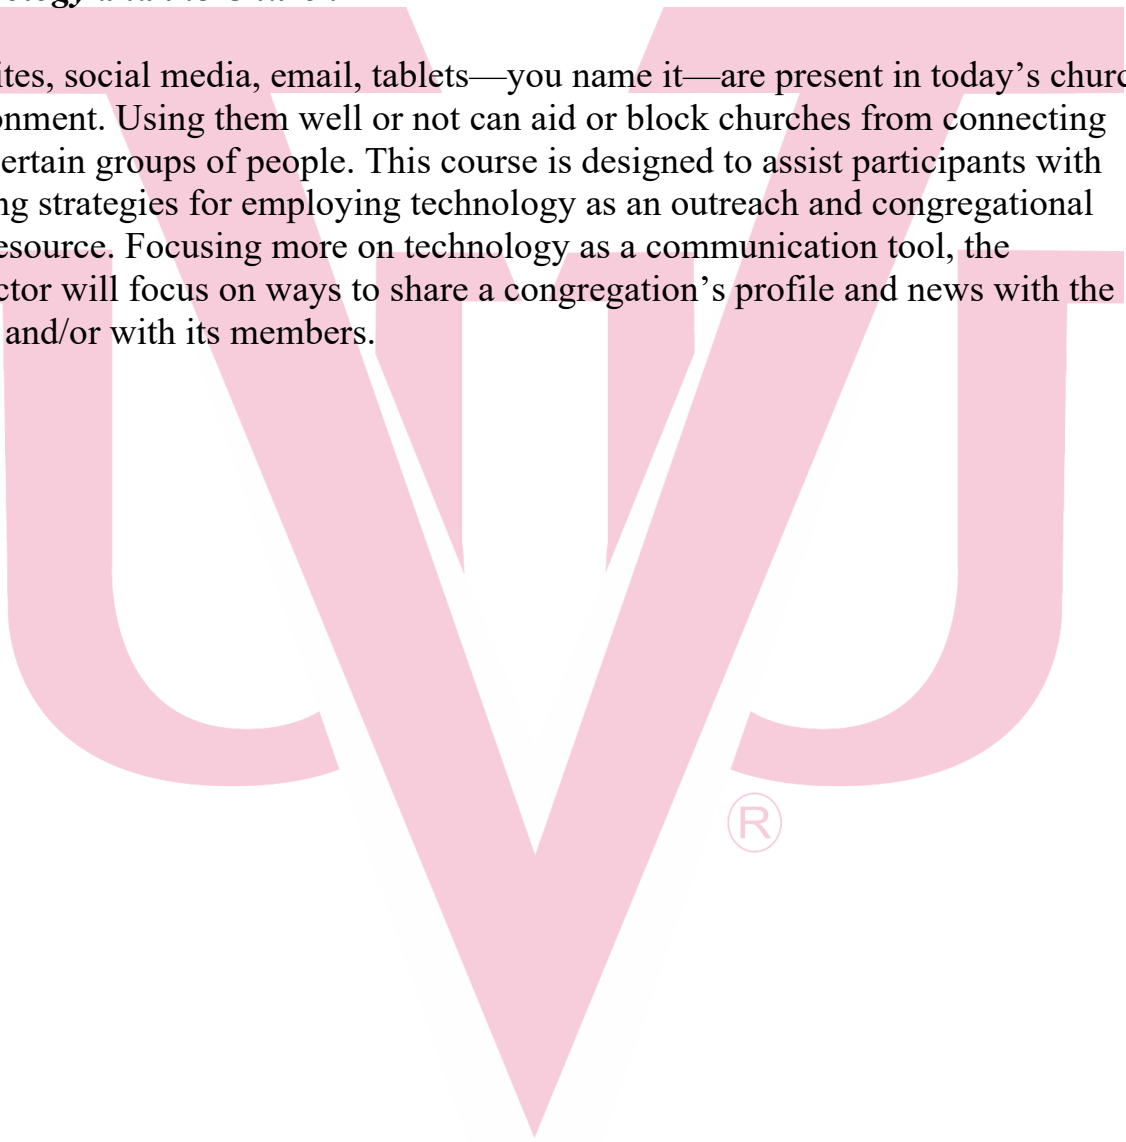 ites, social media, email, tablets—you name it—are present in today’s churc
onment. Using them well or not can aid or block churches from connecting
ertain groups of people. This course is designed to assist participants with
ng strategies for employing technology as an outreach and congregational
esource. Focusing more on technology as a communication tool, the
ctor will focus on ways to share a congregation’s profile and news with the
and/or with its members.
®